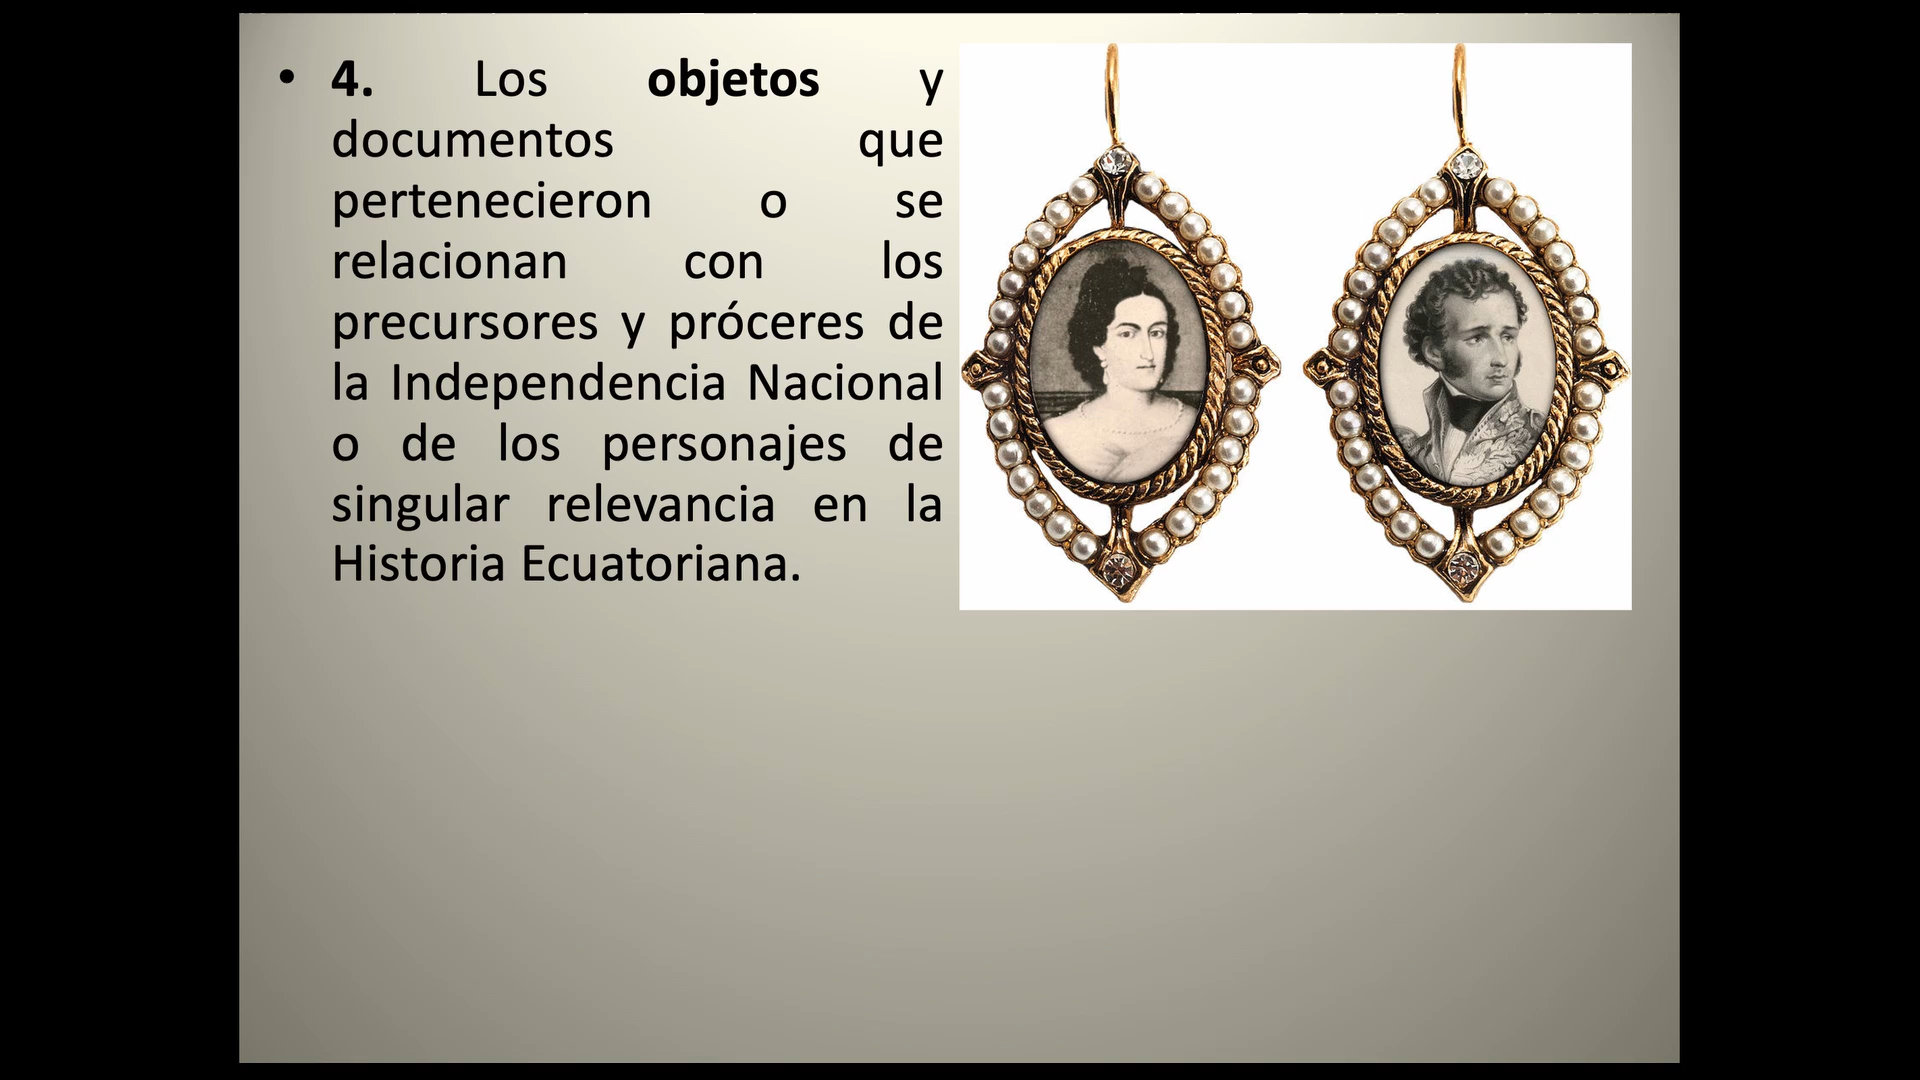 • 4. Los objetos y
documentos que
pertenecieron o se
relacionan con los
precursores y próceres de
la Independencia Nacional
o de los personajes de
singular relevancia en la
Historia Ecuatoriana.